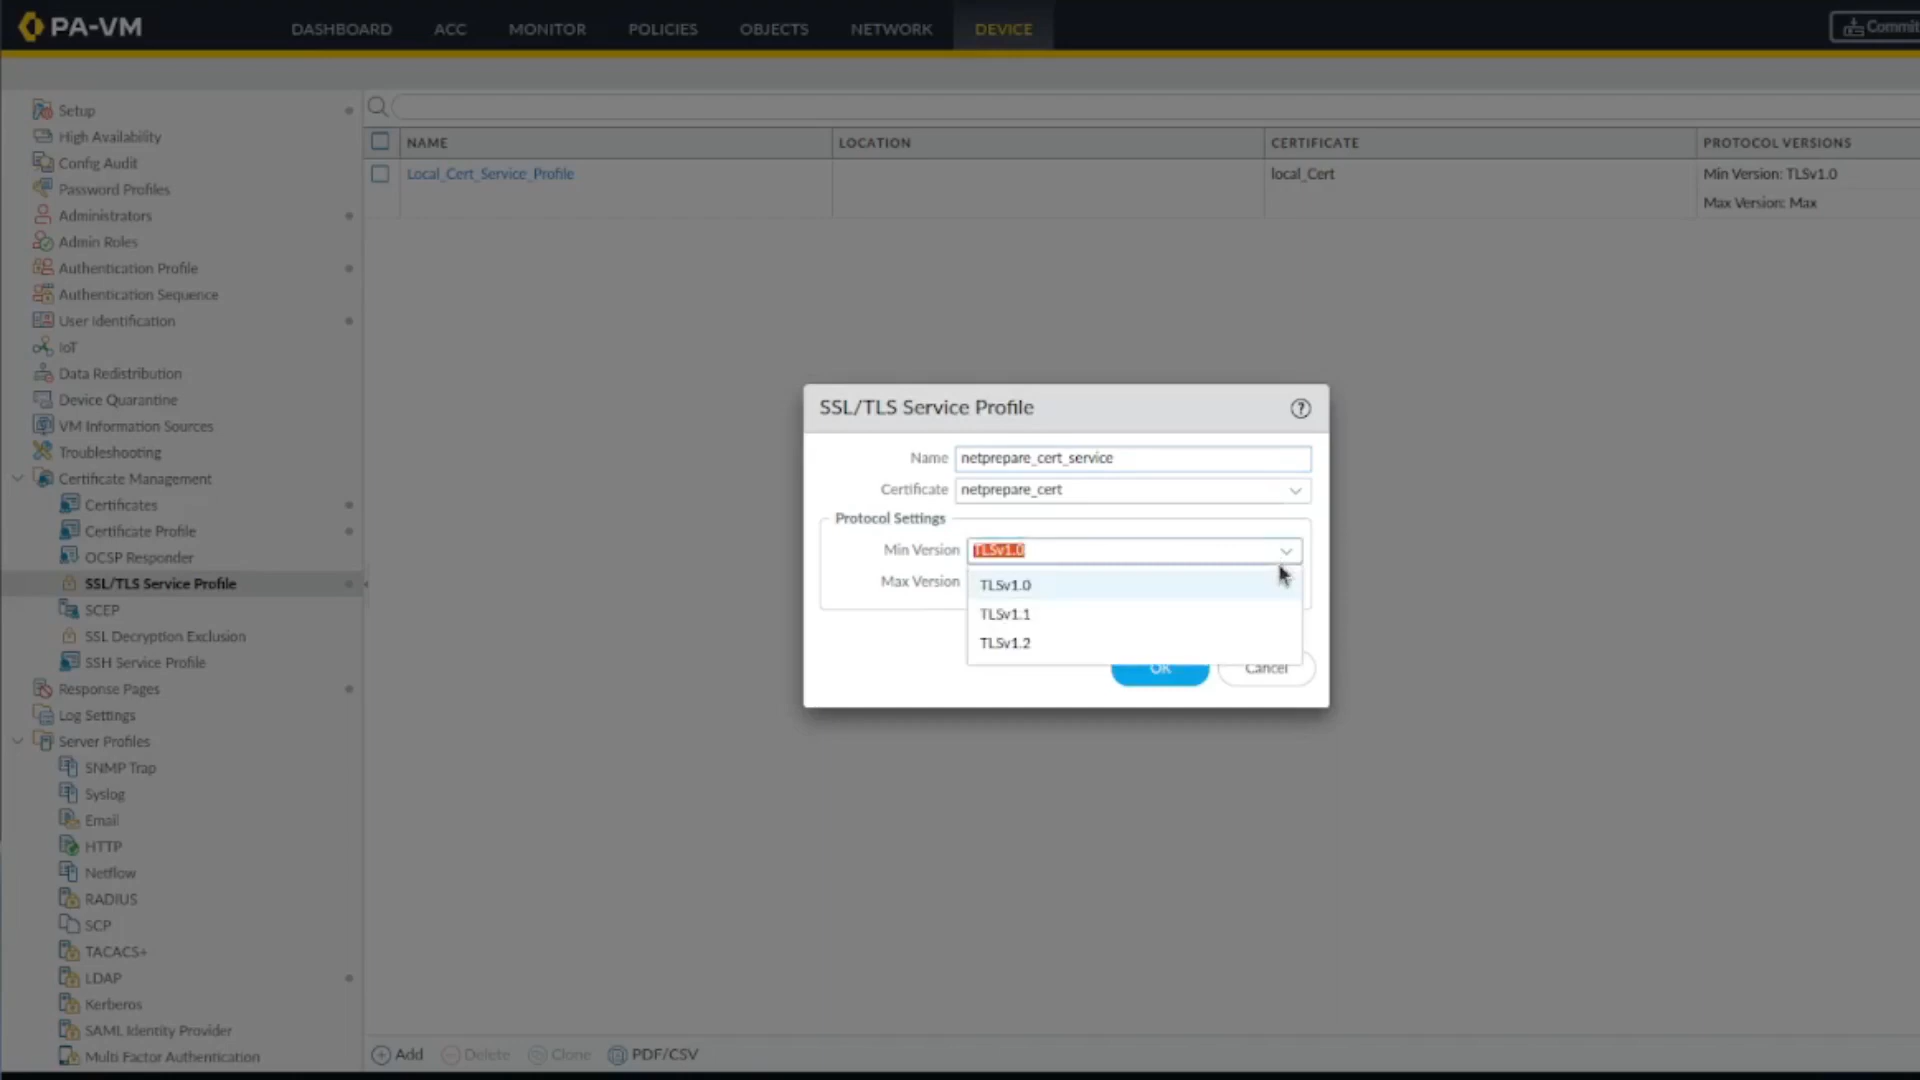 PA-VM
DASHBOARD ACC MONITOR POLICIES OBJECTS NETWORK DEVICE
Commit
Setup
High Availability
Config Audit
Password Profiles
Administrators
Admin Roles
Authentication Profile
Authentication Sequence
User Identification
IoT
Data Redistribution
Device Quarantine
VM Information Sources
Troubleshooting
Certificate Management
Certificates
Certificate Profile
OCSP Responder
SSL/TLS Service Profile
SCEP
SSL Decryption Exclusion
SSH Service Profile
Response Pages
Log Settings
Server Profiles
SNMP Trap
Syslog
Email
HTTP
Netflow
RADIUS
SCP
TACACS+
LDAP
Kerberos
SAML Identity Provider
Multi Factor Authentication
NAME LOCATION CERTIFICATE PROTOCOL VERSIONS
Local_Cert_Service_Profile local_Cert Min Version: TLSv1.0
Max Version: Max
SSL/TLS Service Profile ?
Name netprepare_cert_service
Certificate netprepare_cert
Protocol Settings
Min Version TLSv1.0
Max Version
TLSv1.0
TLSv1.1
TLSv1.2
OK Cancel
Add Delete Clone PDF/CSV